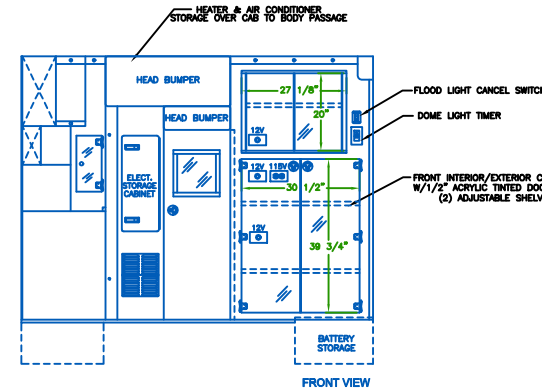 HEATER & AIR CONDITIONER
STORAGE OVER CAB TO BODY PASSAGE
HEAD BUMPER
HEAD BUMPER
27 1/8"
20"
FLOOD LIGHT CANCEL SWITCH
DOME LIGHT TIMER
12V
12V 115V
ELECT.
STORAGE
CABINET
30 1/2"
FRONT INTERIOR/EXTERIOR C
W/1/2" ACRYLIC TINTED DOO
(2) ADJUSTABLE SHELV
12V
39 3/4"
BATTERY
STORAGE
FRONT VIEW